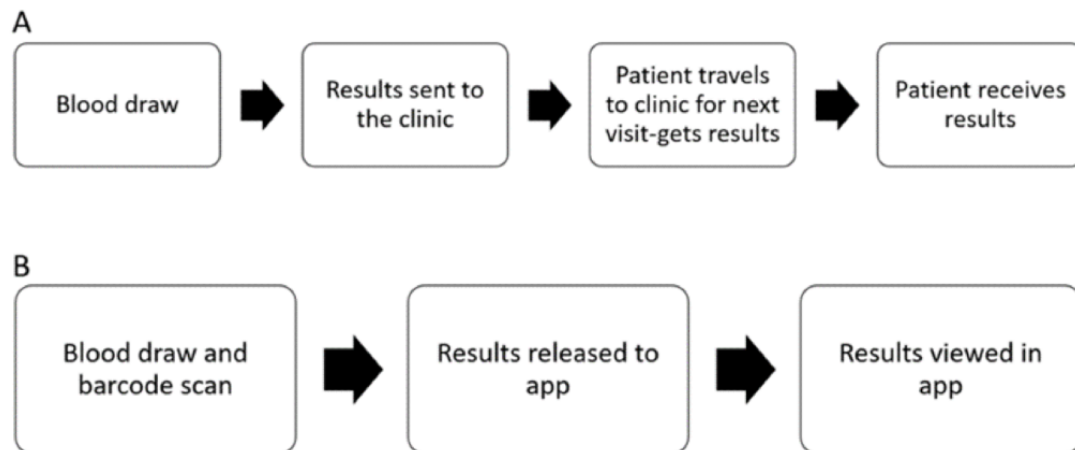 A
Blood draw
Results sent to
the clinic
Patient travels
to clinic for next
visit-gets results
Patient receives
results
B
Blood draw and
barcode scan
Results released to
app
Results viewed in
app